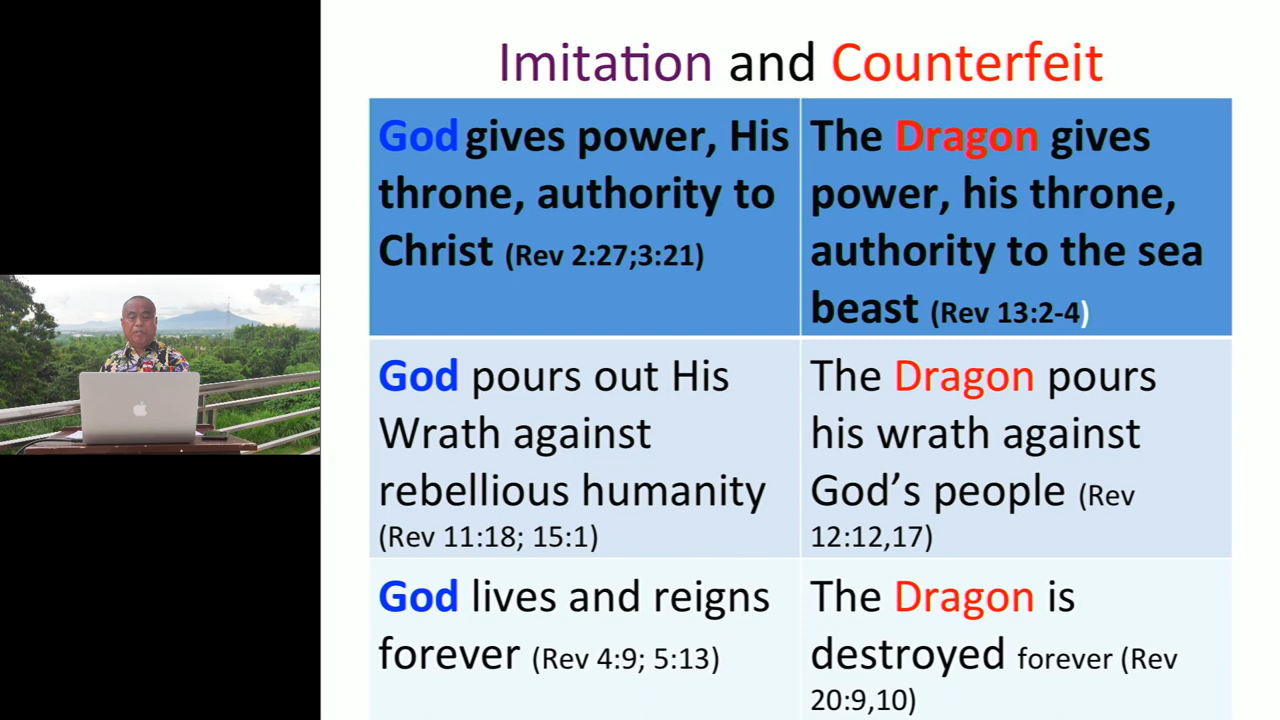 Imitation and Counterfeit
God gives power, His
throne, authority to
Christ (Rev 2:27;3:21)
The Dragon gives
power, his throne,
authority to the sea
beast (Rev 13:2-4)
God pours out His
Wrath against
rebellious humanity
(Rev 11:18; 15:1)
The Dragon pours
his wrath against
God’s people (Rev
12:12,17)
God lives and reigns
forever (Rev 4:9; 5:13)
The Dragon is
destroyed forever (Rev
20:9,10)